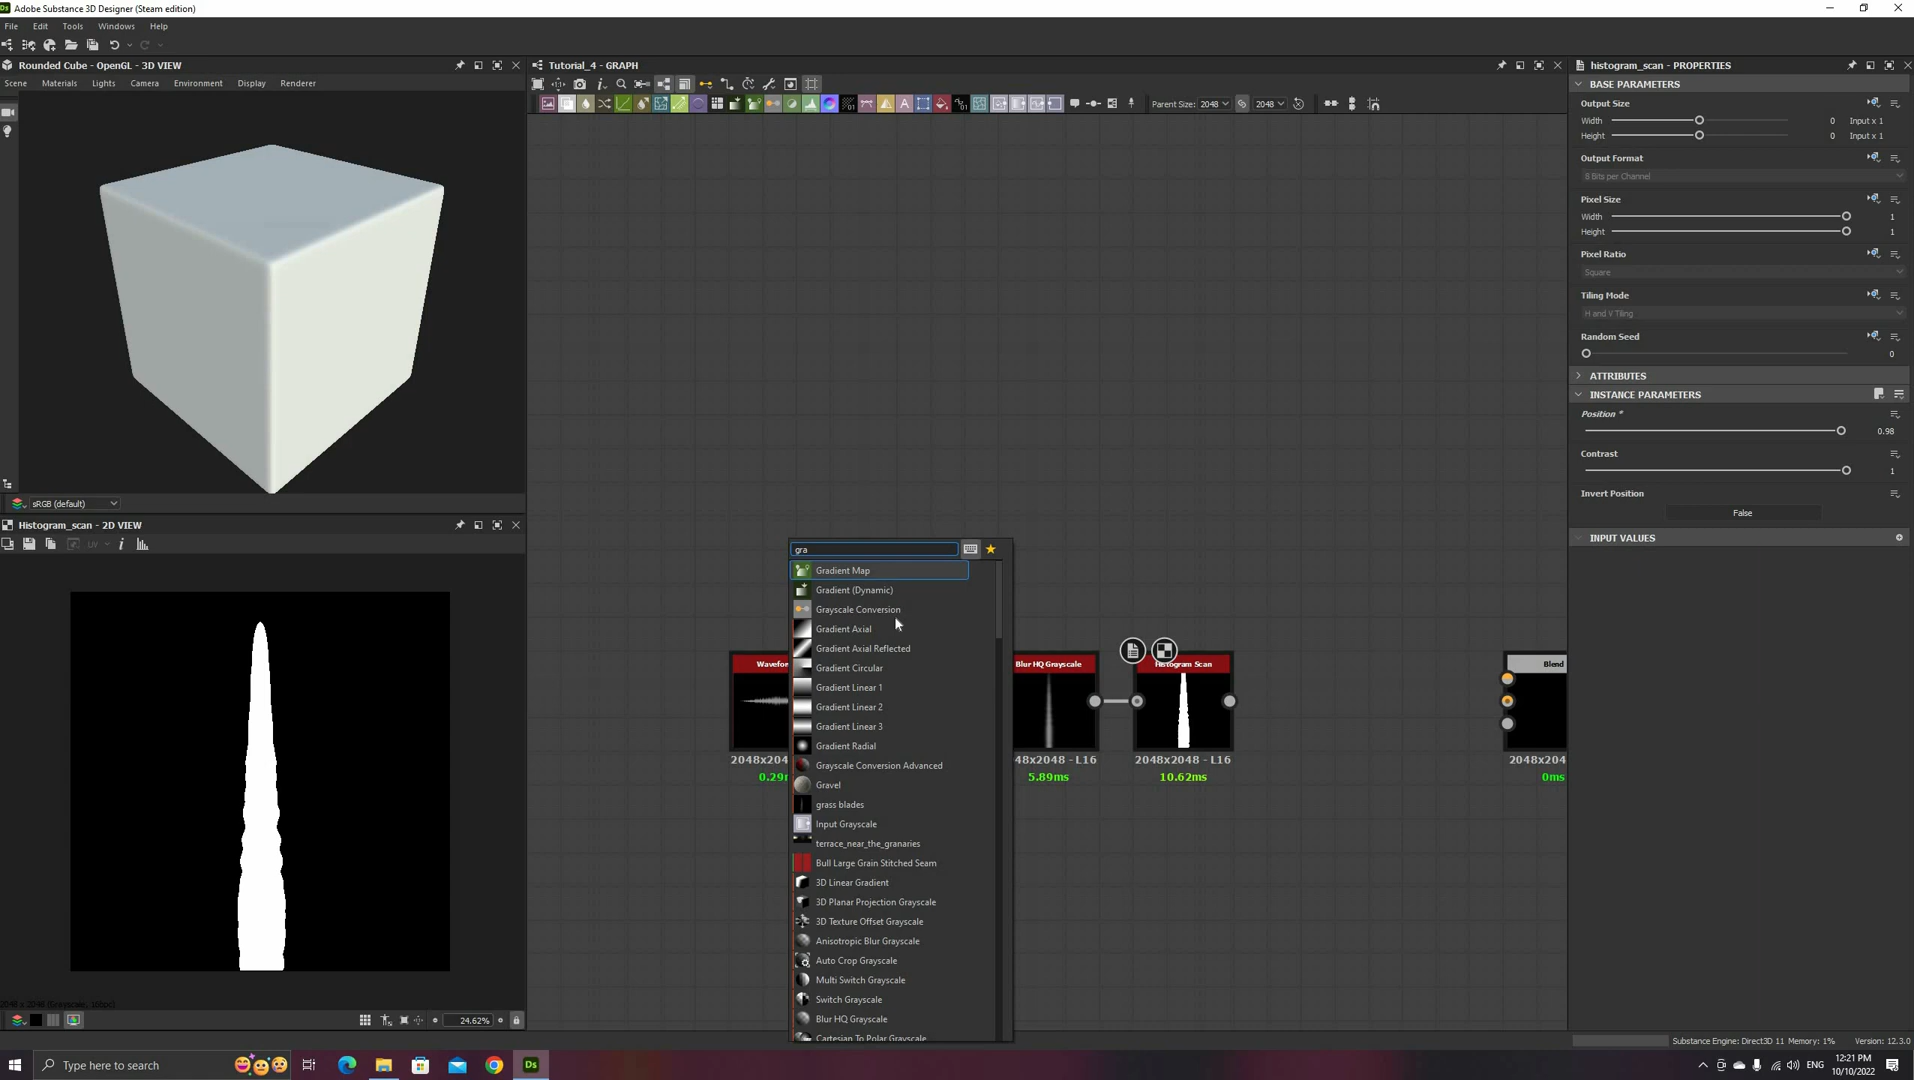 Ds Adobe Substance 3D Designer (Steam edition)
File Edit Tools Windows Help
Rounded Cube - OpenGL - 3D VIEW
Scene Materials Lights Camera Environment Display Renderer
sRGB (default)
Histogram_scan - 2D VIEW
UV
24.62%
Tutorial_4 - GRAPH
Parent Size: 2048 2048
gra
Gradient Map
Gradient (Dynamic)
Grayscale Conversion
Gradient Axial
Gradient Axial Reflected
Gradient Circular
Gradient Linear 1
Gradient Linear 2
Gradient Linear 3
Gradient Radial
Grayscale Conversion Advanced
Gravel
grass blades
Input Grayscale
terrace_near_the_granaries
Bull Large Grain Stitched Seam
3D Linear Gradient
3D Planar Projection Grayscale
3D Texture Offset Grayscale
Anisotropic Blur Grayscale
Auto Crop Grayscale
Multi Switch Grayscale
Switch Grayscale
Blur HQ Grayscale
Cartesian To Polar Grayscale
Wavefor
2048x204
0.29m
Blur HQ Grayscale
48x2048 - L16
5.89ms
Histogram Scan
2048x2048 - L16
10.62ms
Blend
2048x204
0ms
histogram_scan - PROPERTIES
BASE PARAMETERS
Output Size
Width 0 Input x 1
Height 0 Input x 1
Output Format
8 Bits per Channel
Pixel Size
Width 1
Height 1
Pixel Ratio
Square
Tiling Mode
H and V Tiling
Random Seed
0
ATTRIBUTES
INSTANCE PARAMETERS
Position *
0.98
Contrast
1
Invert Position
False
INPUT VALUES
Substance Engine: Direct3D 11 Memory: 1% Version: 12.3.0
Type here to search
Ds
ENG
12:21 PM
10/10/2022